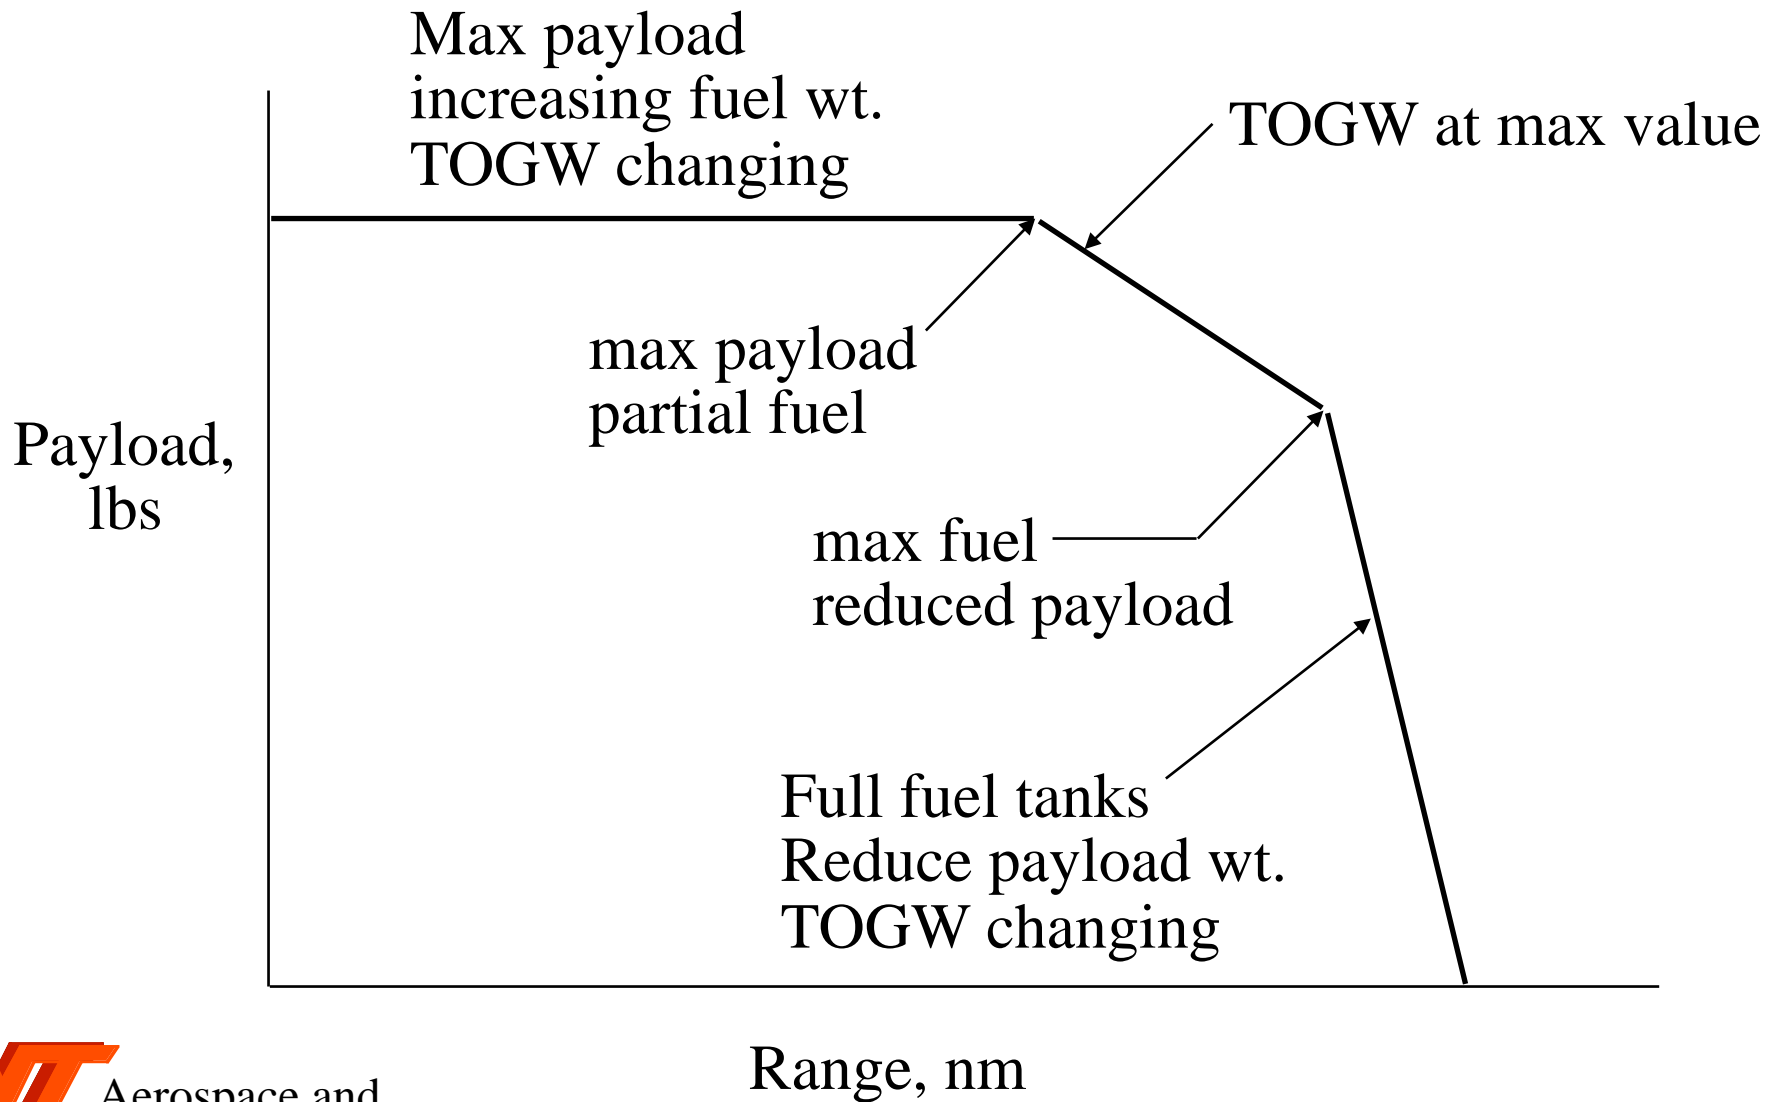 Max payload
increasing fuel wt.
TOGW changing
TOGW at max value
max payload
partial fuel
Payload,
lbs
max fuel
reduced payload
Full fuel tanks
Reduce payload wt.
TOGW changing
Range, nm
Aerospace and